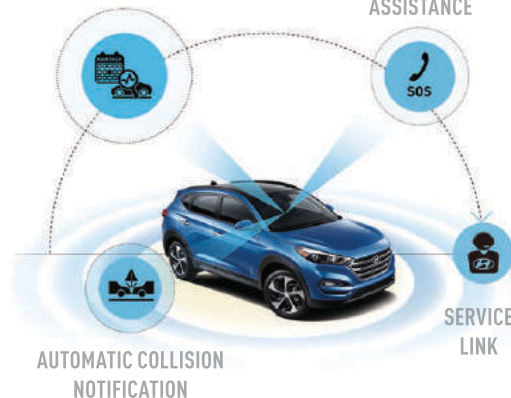 ASSISTANCE
SOS
AUTOMATIC COLLISION
NOTIFICATION
SERVICE
LINK